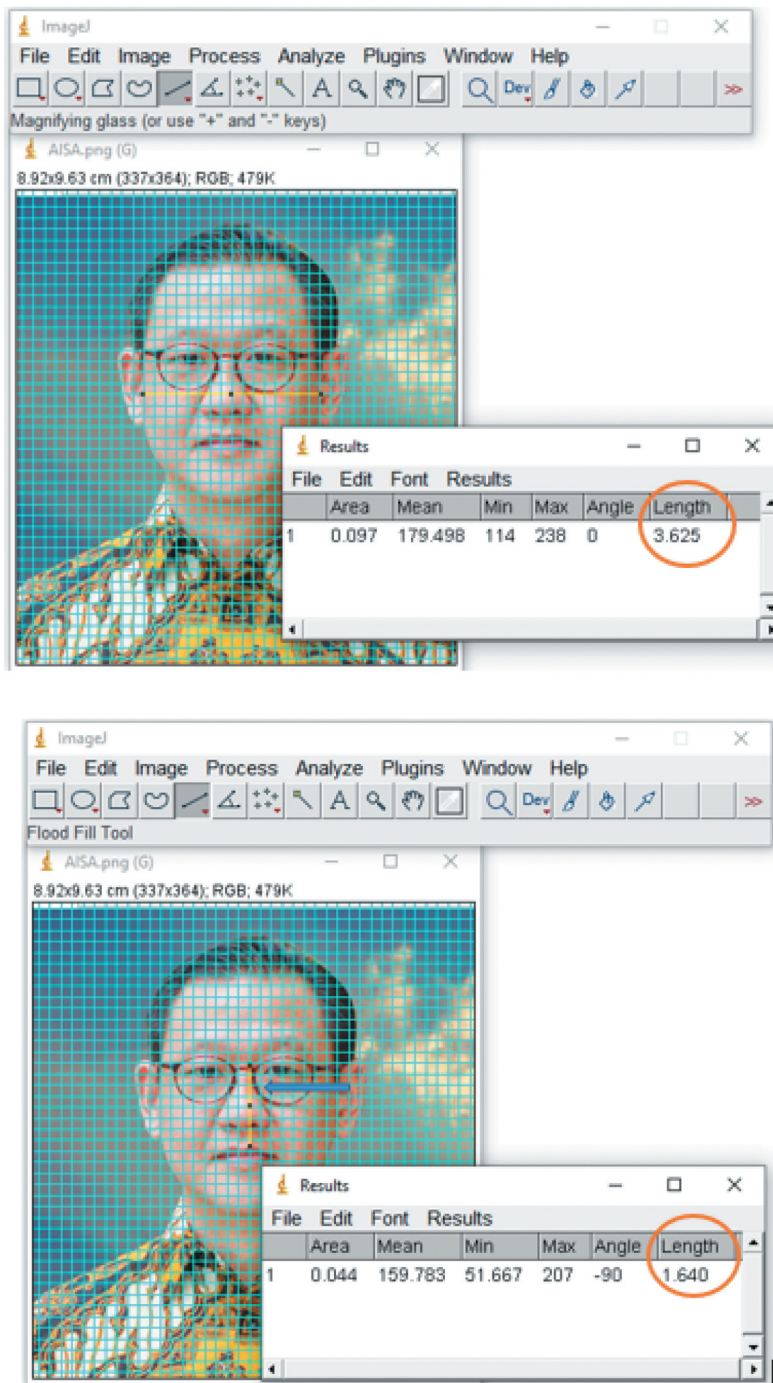 ImageJ
File Edit Image Process Analyze Plugins Window Help
A Dev >>
Magnifying glass (or use "+" and "-" keys)
AISA.png (G)
8.92x9.63 cm (337x364); RGB; 479K
Results
File Edit Font Results
Area Mean Min Max Angle Length
1 0.097 179.498 114 238 0 3.625
ImageJ
File Edit Image Process Analyze Plugins Window Help
A Dev >>
Flood Fill Tool
AISA.png (G)
8.92x9.63 cm (337x364); RGB; 479K
Results
File Edit Font Results
Area Mean Min Max Angle Length
1 0.044 159.783 51.667 207 -90 1.640